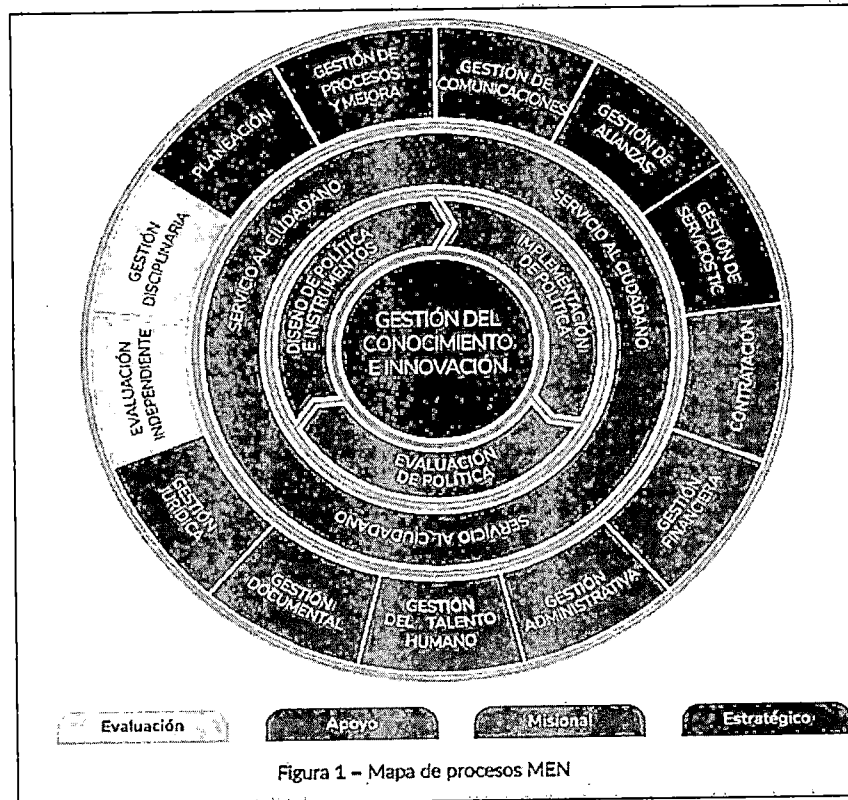 GESTIÓN DE
PROCESOS
Y MEJORA
GESTIÓN DE
COMUNICACIONES
GESTIÓN DE
ALIANZAS
GESTIÓN DE
SERVICIOS TIC
CONTRATACIÓN
GESTIÓN
FINANCIERA
GESTIÓN
ADMINISTRATIVA
GESTIÓN
DEL TALENTO
HUMANO
GESTIÓN
DOCUMENTAL
GESTIÓN
JURÍDICA
EVALUACIÓN
INDEPENDIENTE
GESTIÓN
DISCIPLINARIA
PLANEACIÓN
SERVICIO AL CIUDADANO
SERVICIO AL CIUDADANO
SERVICIO AL CIUDADANO
DISEÑO DE POLÍTICA
E INSTRUMENTOS
IMPLEMENTACIÓN
DE POLÍTICA
EVALUACIÓN
DE POLÍTICA
GESTIÓN DEL
CONOCIMIENTO
E INNOVACIÓN
Evaluación
Apoyo
Misional
Estratégico
Figura 1 – Mapa de procesos MEN